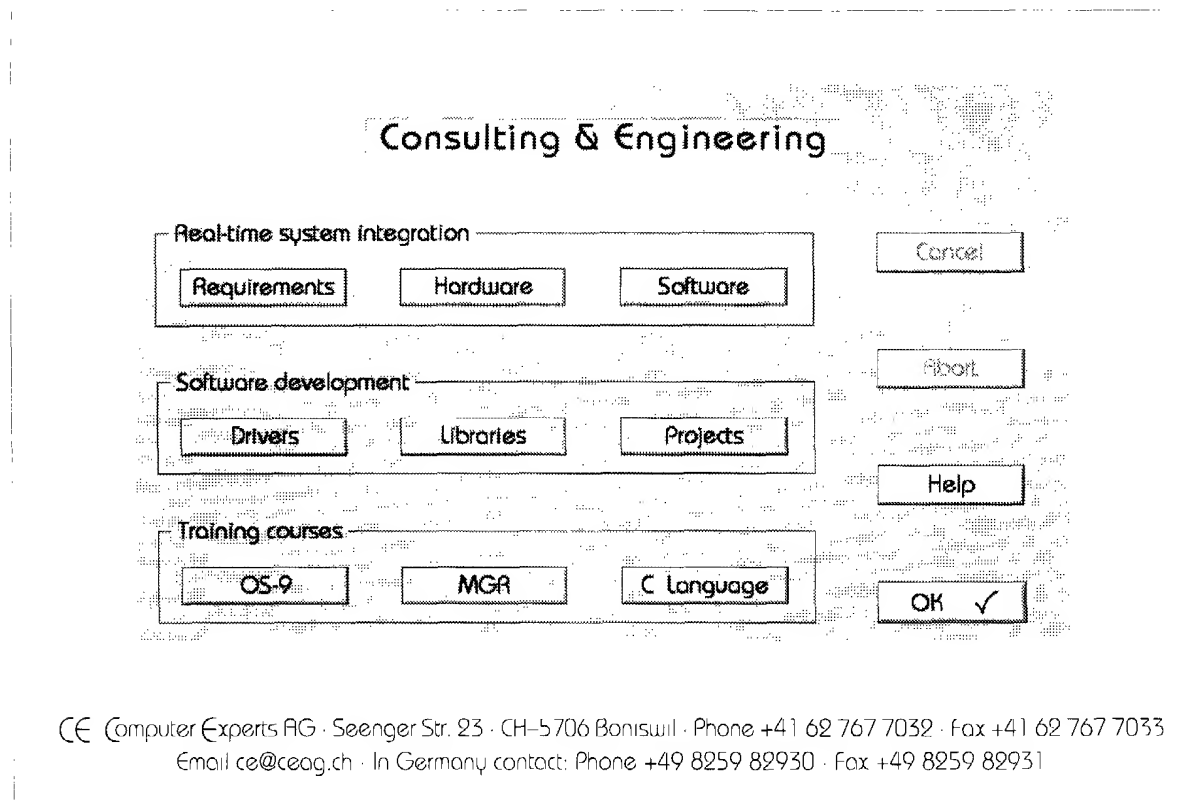 Consulting & Engineering
Real-time system integration
Requirements Hardware Software
Cancel
Abort
Software development
Drivers Libraries Projects
Help
Training courses
OS-9 MGR C Language
OK ✓
CE Computer Experts AG · Seenger Str. 23 · CH–5706 Boniswil · Phone +41 62 767 7032 · Fax +41 62 767 7033
Email ce@ceag.ch · In Germany contact: Phone +49 8259 82930 · Fax +49 8259 82931